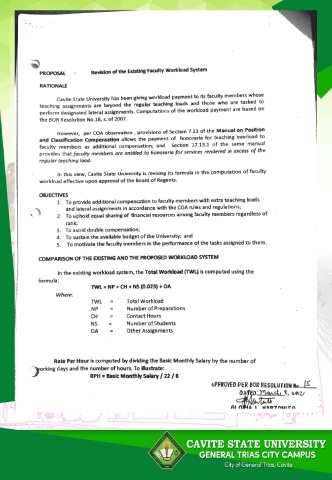 PROPOSAL : Revision of the Existing Faculty Workload System
RATIONALE
Cavite State University has been giving workload payment to its faculty members whose
teaching assignments are beyond the regular teaching loads and those who are tasked to
perform designated lateral assignments. Computations of the workload payment are based on
the BOR Resolution No.18, s. of 2007.
However, per COA observation, provisions of Section 7.13 of the Manual on Position
and Classification Compensation allows the payment of honoraria for teaching overload to
faculty members as additional compensation; and Section 17.13.1 of the same manual
provides that faculty members are entitled to honoraria for services rendered in excess of the
regular teaching load.
In this view, Cavite State University is revising its formula in the computation of faculty
workload effective upon approval of the Board of Regents.
OBJECTIVES
1. To provide additional compensation to faculty members with extra teaching loads
and lateral assignments in accordance with the COA rules and regulations;
2. To uphold equal sharing of financial resources among faculty members regardless of
rank;
3. To avoid double compensation;
4. To sustain the available budget of the University; and
5. To motivate the faculty members in the performance of the tasks assigned to them.
COMPARISON OF THE EXISTING AND THE PROPOSED WORKLOAD SYSTEM
In the existing workload system, the Total Workload (TWL) is computed using the
formula:
TWL = NP + CH + NS (0.023) + OA
Where:
TWL = Total Workload
NP = Number of Preparations
CH = Contact Hours
NS = Number of Students
OA = Other Assignments
Rate Per Hour is computed by dividing the Basic Monthly Salary by the number of
working days and the number of hours. To illustrate:
RPH = Basic Monthly Salary / 22 / 8
APPROVED PER BOR RESOLUTION No. 15
March
CAVITE STATE UNIVERSITY
GENERAL TRIAS CITY CAMPUS
City of General Trias, Cavite